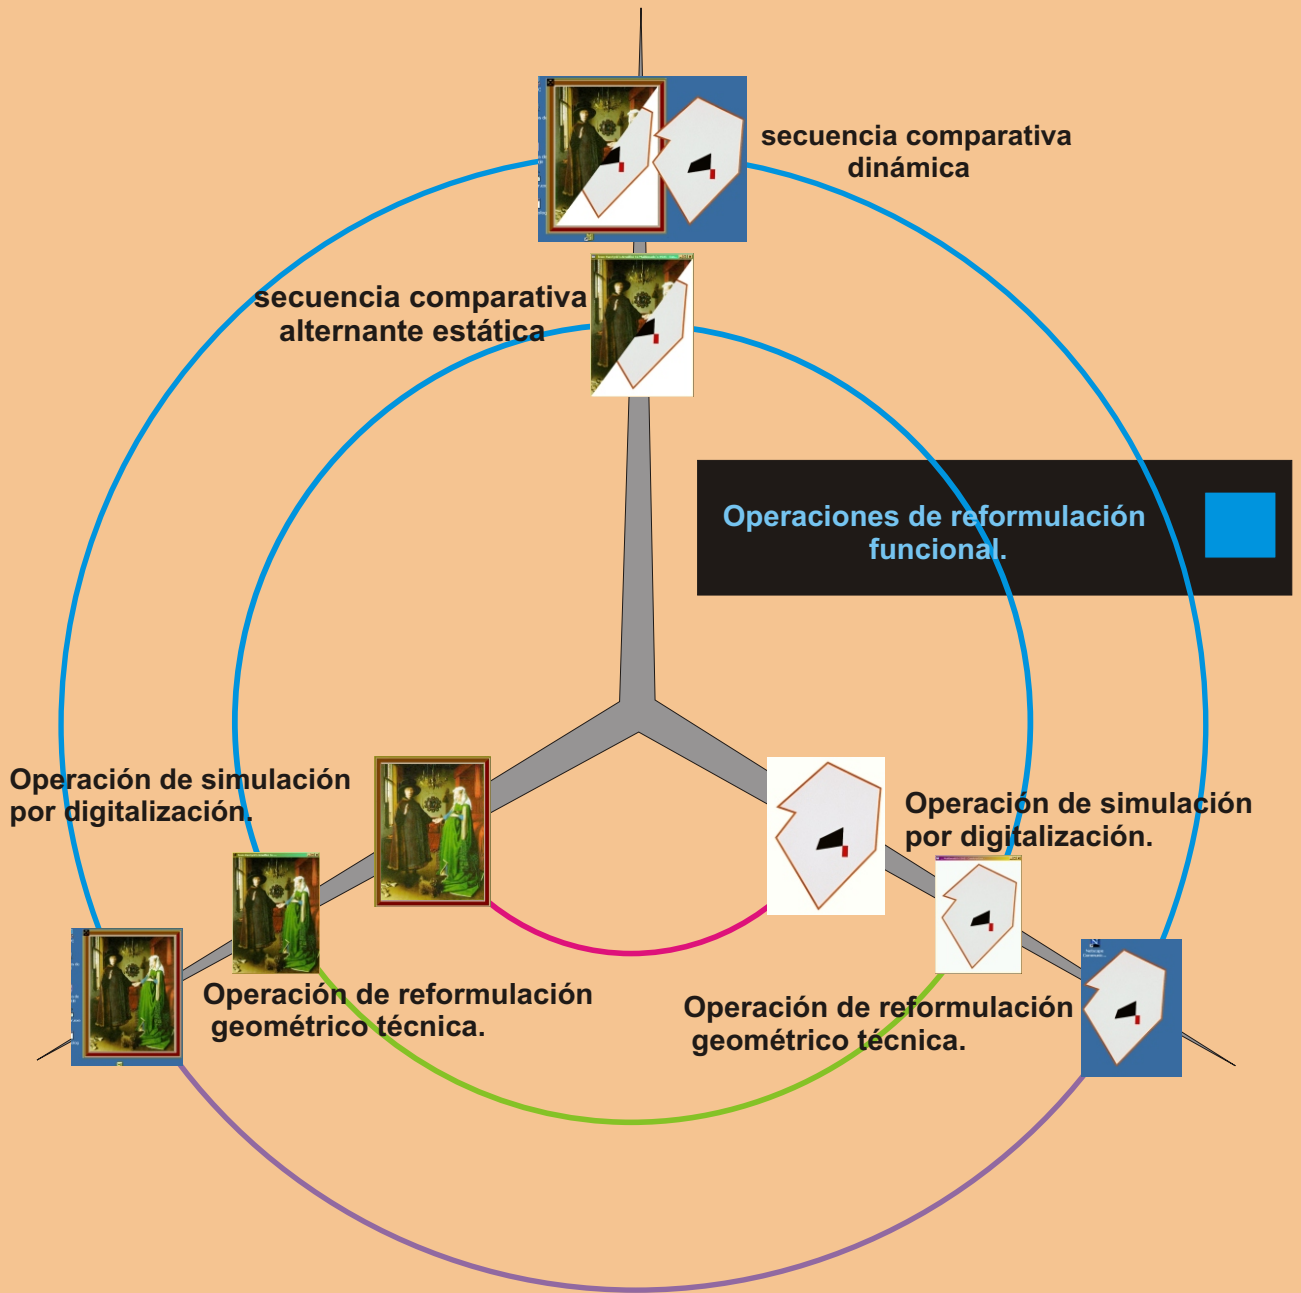 secuencia comparativa
dinámica
secuencia comparativa
alternante estática
Operaciones de reformulación
funcional.
Operación de simulación
por digitalización.
Operación de simulación
por digitalización.
Operación de reformulación
geométrico técnica.
Operación de reformulación
geométrico técnica.